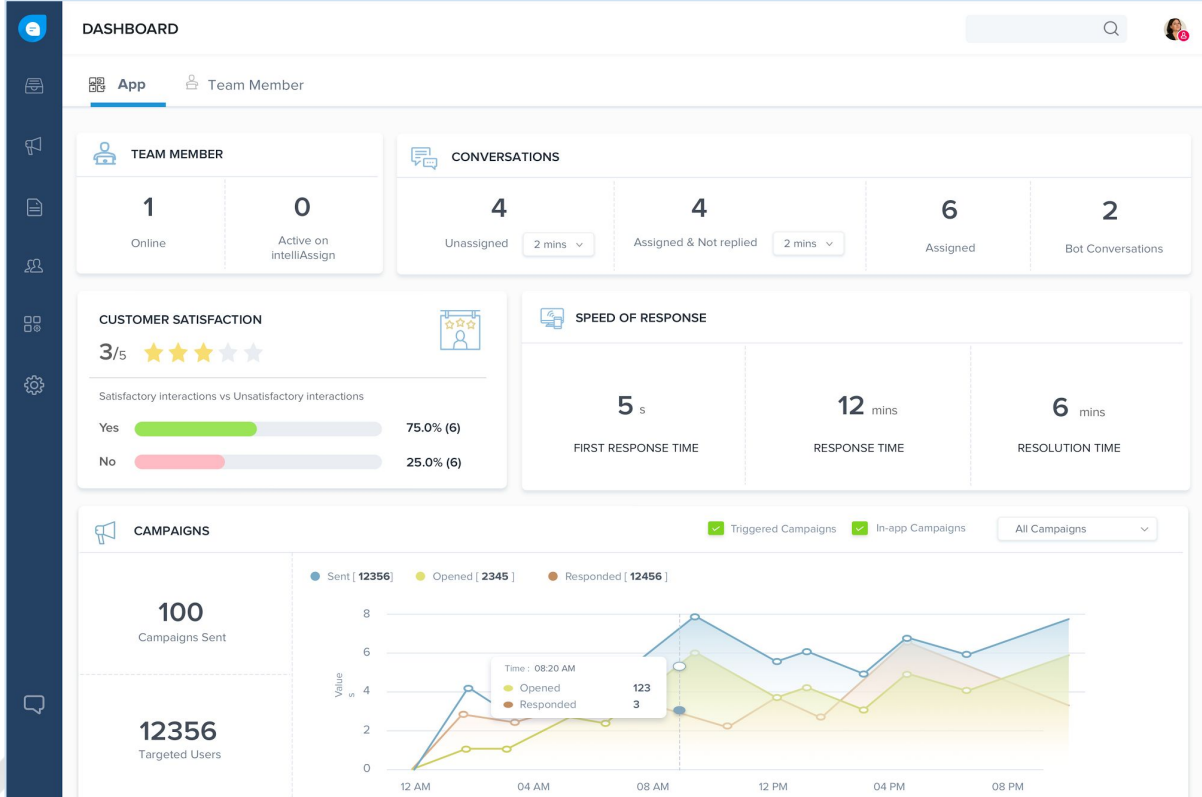 DASHBOARD
App
Team Member
TEAM MEMBER
1
Online
0
Active on
intelliAssign
CONVERSATIONS
4
Unassigned
2 mins
4
Assigned & Not replied
2 mins
6
Assigned
2
Bot Conversations
CUSTOMER SATISFACTION
3/5
Satisfactory interactions vs Unsatisfactory interactions
Yes 75.0% (6)
No 25.0% (6)
SPEED OF RESPONSE
5 s
FIRST RESPONSE TIME
12 mins
RESPONSE TIME
6 mins
RESOLUTION TIME
CAMPAIGNS
Triggered Campaigns
In-app Campaigns
All Campaigns
100
Campaigns Sent
12356
Targeted Users
Sent [ 12356]
Opened [ 2345 ]
Responded [ 12456 ]
Value
s
8
6
4
2
0
Time : 08:20 AM
Opened 123
Responded 3
12 AM 04 AM 08 AM 12 PM 04 PM 08 PM